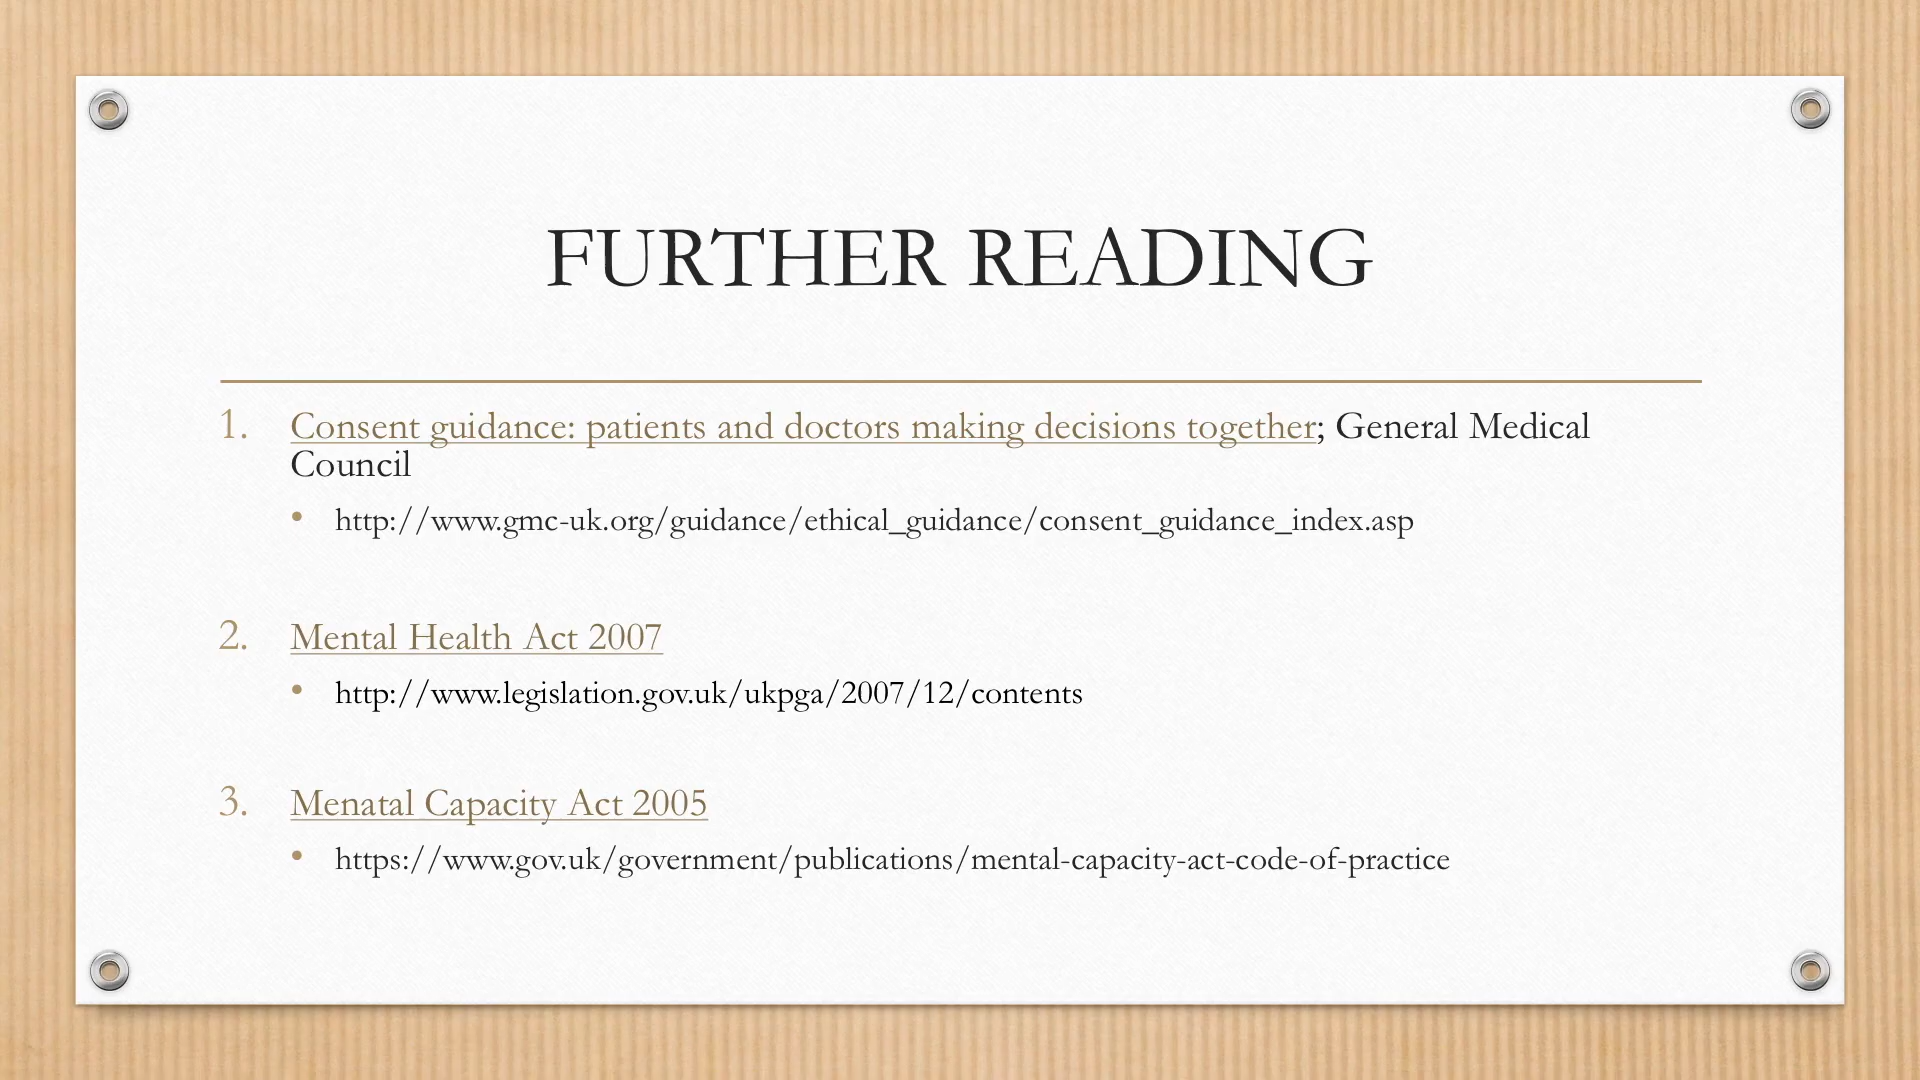 FURTHER READING
1. Consent guidance: patients and doctors making decisions together; General Medical
Council
• http://www.gmc-uk.org/guidance/ethical_guidance/consent_guidance_index.asp
2. Mental Health Act 2007
• http://www.legislation.gov.uk/ukpga/2007/12/contents
3. Menatal Capacity Act 2005
• https://www.gov.uk/government/publications/mental-capacity-act-code-of-practice